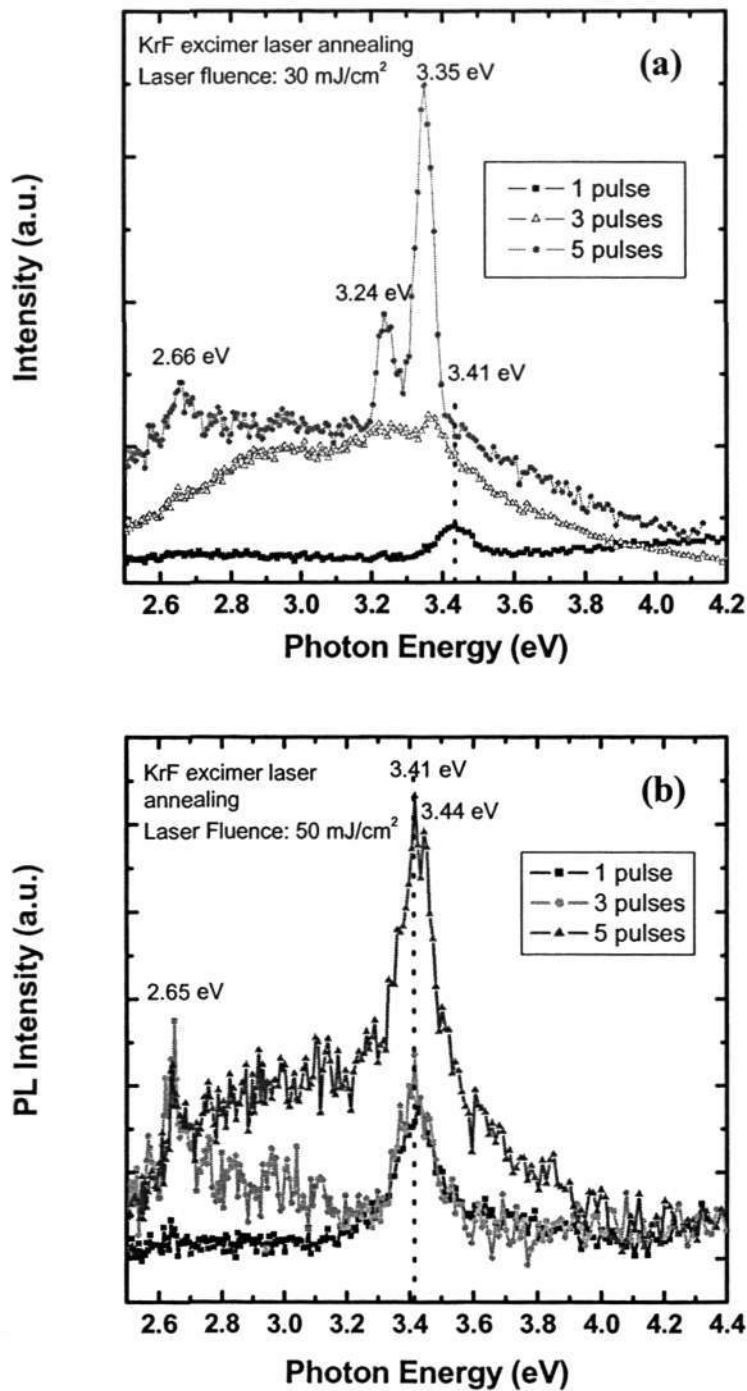 KrF excimer laser annealing
Laser fluence: 30 mJ/cm²
(a)
3.35 eV
1 pulse
3 pulses
5 pulses
3.24 eV
3.41 eV
2.66 eV
Intensity (a.u.)
2.6 2.8 3.0 3.2 3.4 3.6 3.8 4.0 4.2
Photon Energy (eV)
KrF excimer laser
annealing
Laser Fluence: 50 mJ/cm²
3.41 eV
3.44 eV
(b)
1 pulse
3 pulses
5 pulses
2.65 eV
PL Intensity (a.u.)
2.6 2.8 3.0 3.2 3.4 3.6 3.8 4.0 4.2 4.4
Photon Energy (eV)